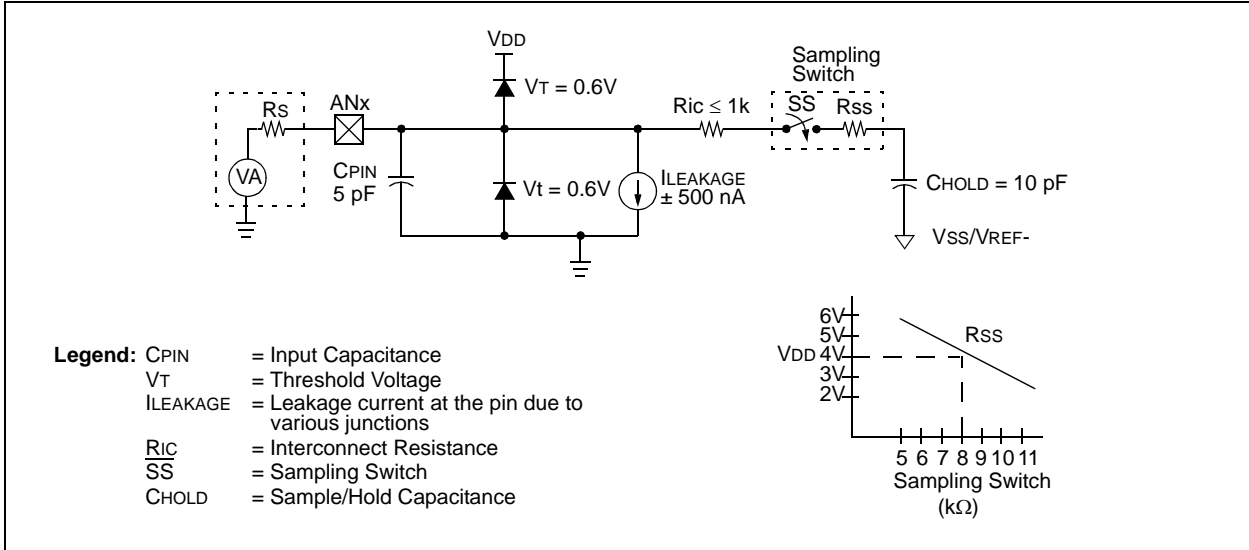 VDD
Sampling
Switch
VT = 0.6V
RS
ANx
Ric ≤ 1k
SS
Rss
VA
CPIN
5 pF
Vt = 0.6V
ILEAKAGE
± 500 nA
CHOLD = 10 pF
VSS/VREF-
6V
5V
VDD 4V
3V
2V
RSS
5 6 7 8 9 10 11
Sampling Switch
(kΩ)
Legend: CPIN = Input Capacitance
VT = Threshold Voltage
ILEAKAGE = Leakage current at the pin due to
various junctions
RIC = Interconnect Resistance
SS = Sampling Switch
CHOLD = Sample/Hold Capacitance